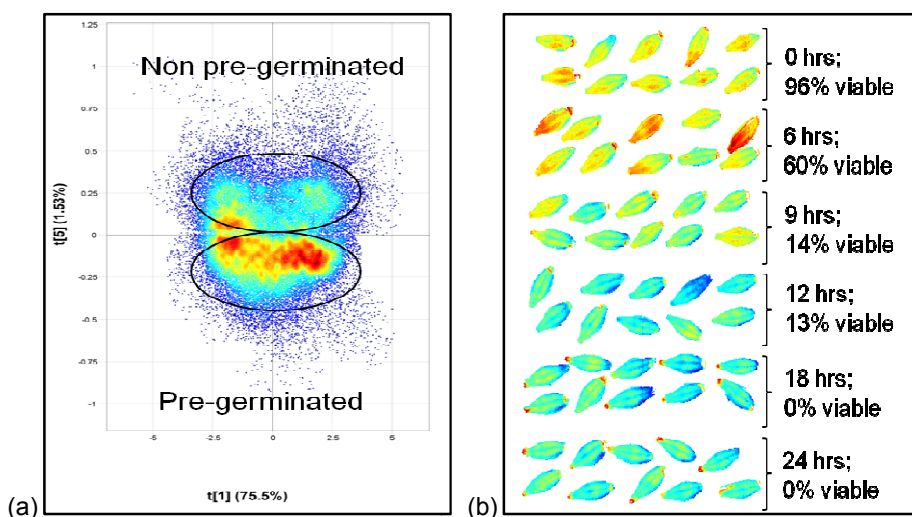 1.25
Non pre-germinated
1
0.75
0.5
0.25
0
-0.25
-0.5
-0.75
-1
t[5] (1.53%)
Pre-germinated
-5
-2.5
0
2.5
5
t[1] (75.5%)
(a)
0 hrs;
96% viable
6 hrs;
60% viable
9 hrs;
14% viable
12 hrs;
13% viable
18 hrs;
0% viable
24 hrs;
0% viable
(b)